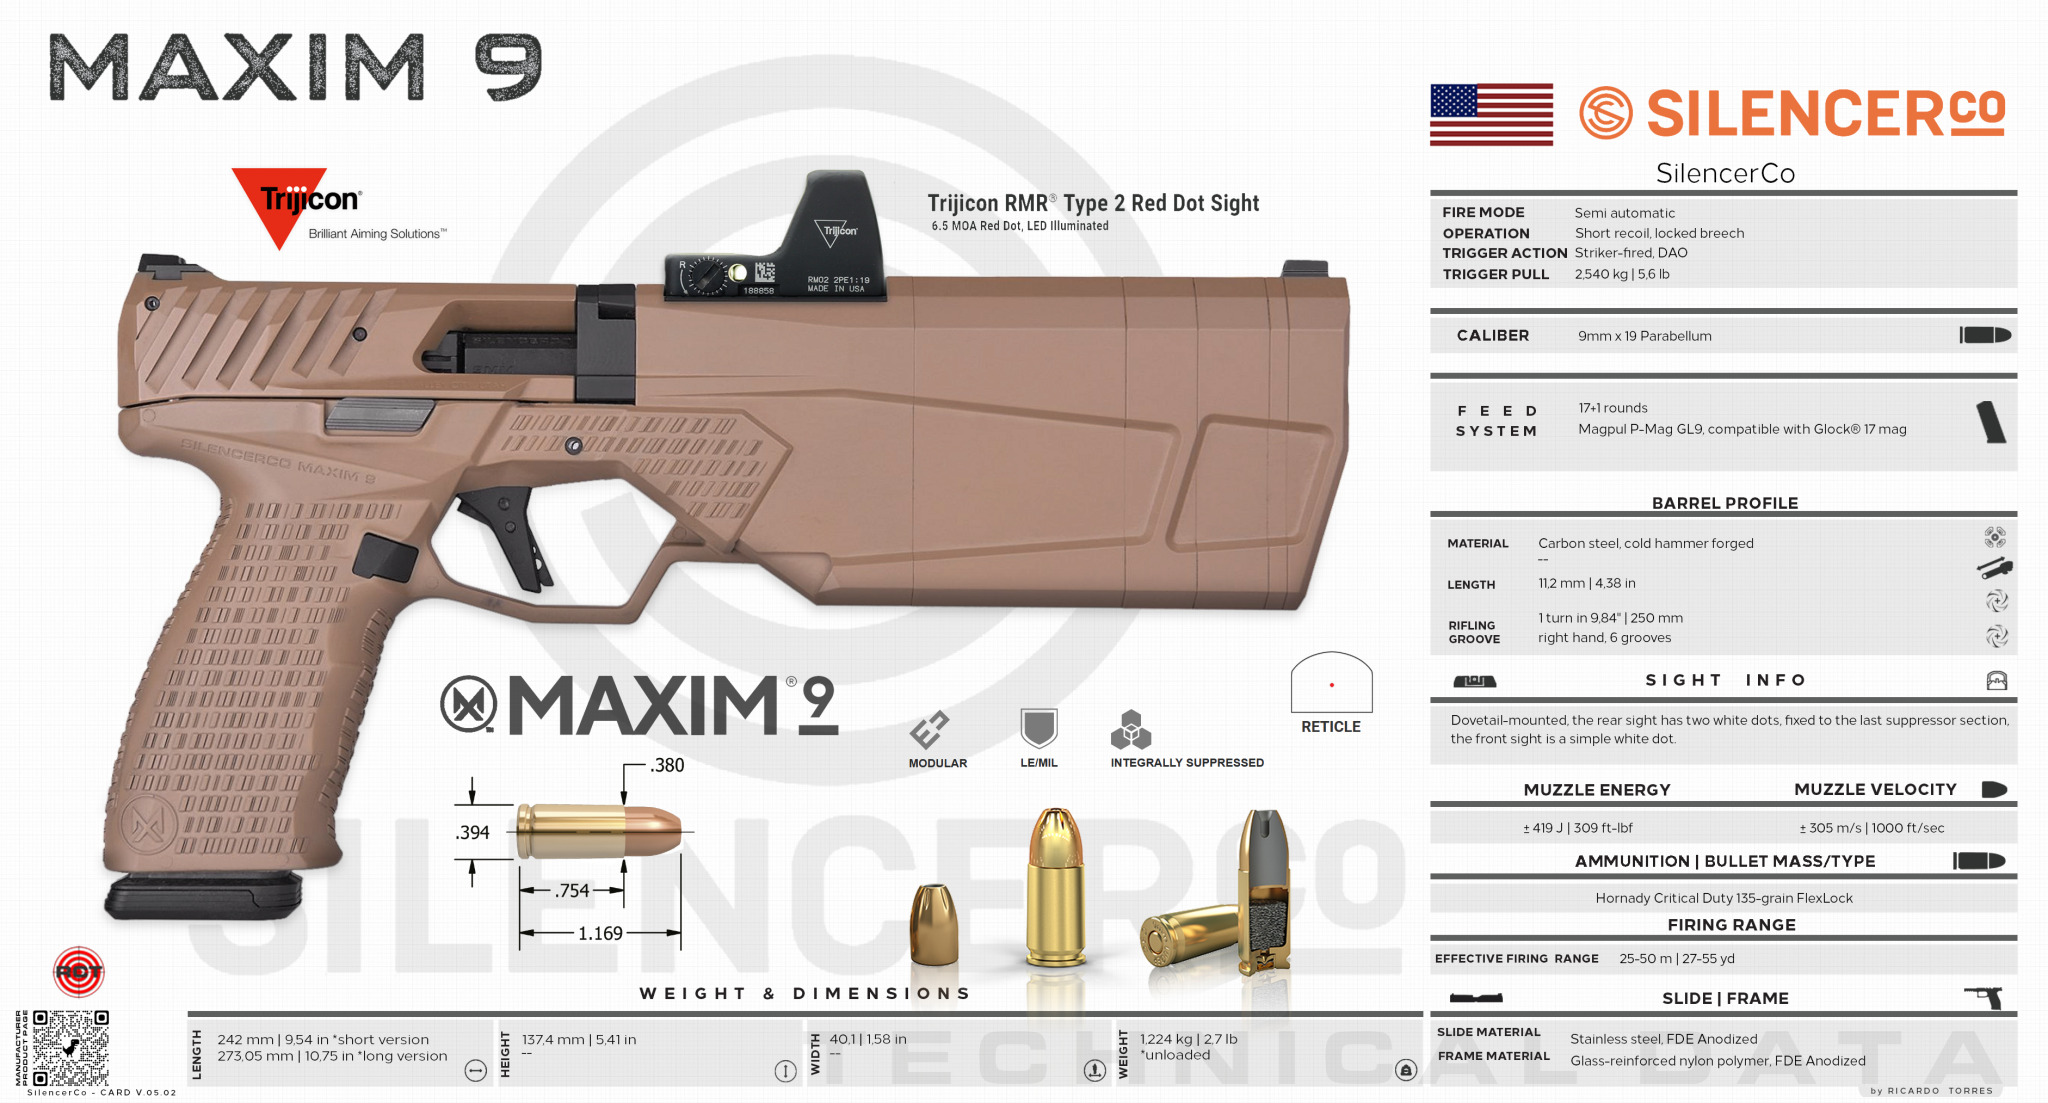 MAXIM 9
SILENCERCO
SilencerCo
Trijicon®
Brilliant Aiming Solutions™
Trijicon RMR® Type 2 Red Dot Sight
6.5 MOA Red Dot, LED Illuminated
Trijicon
R
RM02 2PE1:19
MADE IN USA
188858
SILENCERCO
9MM
SILENCERCO MAXIM 9
FIRE MODE Semi automatic
OPERATION Short recoil, locked breech
TRIGGER ACTION Striker-fired, DAO
TRIGGER PULL 2,540 kg | 5,6 lb
CALIBER 9mm x 19 Parabellum
FEED SYSTEM
17+1 rounds
Magpul P-Mag GL9, compatible with Glock® 17 mag
BARREL PROFILE
MATERIAL Carbon steel, cold hammer forged
--
LENGTH 11,2 mm | 4,38 in
RIFLING GROOVE
1 turn in 9,84" | 250 mm
right hand, 6 grooves
SIGHT INFO
Dovetail-mounted, the rear sight has two white dots, fixed to the last suppressor section,
the front sight is a simple white dot.
MUZZLE ENERGY MUZZLE VELOCITY
± 419 J | 309 ft-lbf ± 305 m/s | 1000 ft/sec
AMMUNITION | BULLET MASS/TYPE
Hornady Critical Duty 135-grain FlexLock
FIRING RANGE
EFFECTIVE FIRING RANGE 25-50 m | 27-55 yd
SLIDE | FRAME
SLIDE MATERIAL Stainless steel, FDE Anodized
FRAME MATERIAL Glass-reinforced nylon polymer, FDE Anodized
by RICARDO TORRES
MAXIM® 9
RETICLE
MODULAR
LE/MIL
INTEGRALLY SUPPRESSED
.380
.394
.754
1.169
SILENCERCO
TECHNICAL DATA
WEIGHT & DIMENSIONS
LENGTH
242 mm | 9,54 in *short version
273,05 mm | 10,75 in *long version
HEIGHT
137,4 mm | 5,41 in
--
WIDTH
40,1 | 1,58 in
--
WEIGHT
1,224 kg | 2,7 lb
*unloaded
RDT
MANUFACTURER
PRODUCT PAGE
SilencerCo - CARD V.05.02